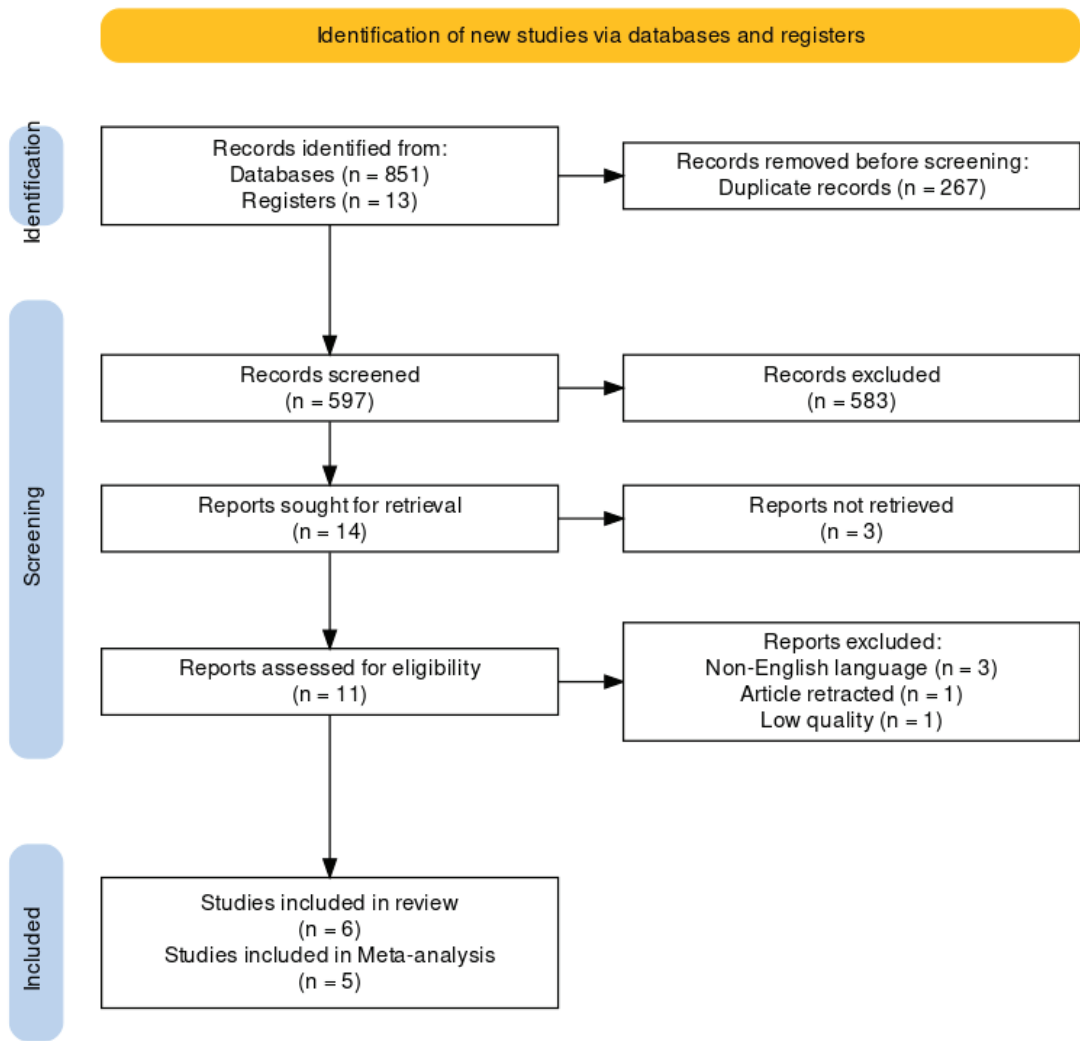 Identification of new studies via databases and registers
Identification
Records identified from:
Databases (n = 851)
Registers (n = 13)
Records removed before screening:
Duplicate records (n = 267)
Screening
Records screened
(n = 597)
Records excluded
(n = 583)
Reports sought for retrieval
(n = 14)
Reports not retrieved
(n = 3)
Reports assessed for eligibility
(n = 11)
Reports excluded:
Non-English language (n = 3)
Article retracted (n = 1)
Low quality (n = 1)
Included
Studies included in review
(n = 6)
Studies included in Meta-analysis
(n = 5)